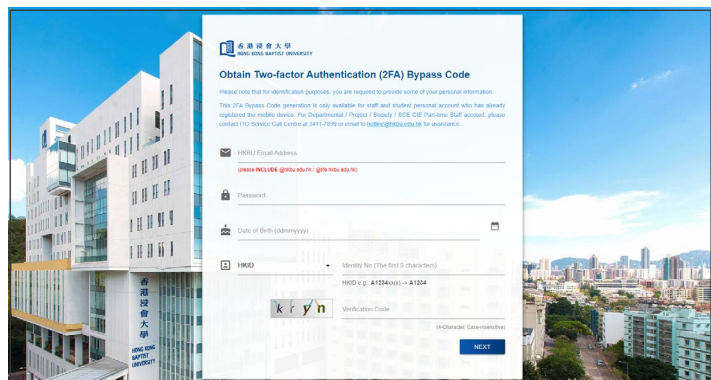 香港浸會大學
HONG KONG BAPTIST UNIVERSITY
Obtain Two-factor Authentication (2FA) Bypass Code
Please note that for identification purposes, you are required to provide some of your personal information.
This 2FA Bypass Code generation is only available for staff and student personal account who has already
registered the mobile device. For Departmental / Project / Society / SCE CIE Part-time Staff account, please
contact ITO Service Call Centre at 3411-7899 or email to hotline@hkbu.edu.hk for assistance.
HKBU Email Address
(please INCLUDE @hkbu.edu.hk / @life.hkbu.edu.hk)
Password
Date of Birth (ddmmyyyy)
HKID
Identity No (The first 5 characters)
HKID e.g.: A1234xx(x) -> A1234
k r y n
Verification Code
(4-Character, Case-insensitive)
NEXT
香港浸會大學
HONG KONG
BAPTIST
UNIVERSITY